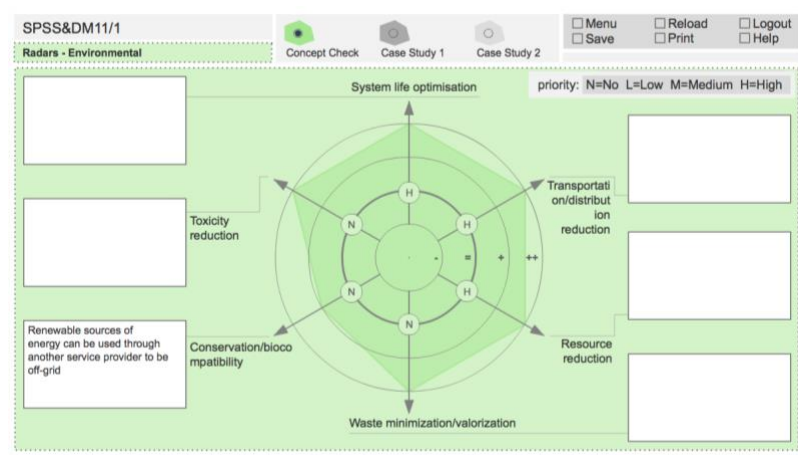 SPSS&DM11/1
Radars - Environmental
Concept Check
Case Study 1
Case Study 2
Menu
Reload
Logout
Save
Print
Help
priority: N=No L=Low M=Medium H=High
System life optimisation
Transportati
on/distribut
ion
reduction
Toxicity
reduction
H
N
H
- = + ++
N
H
N
Renewable sources of
energy can be used through
another service provider to be
off-grid
Conservation/bioco
mpatibility
Resource
reduction
Waste minimization/valorization